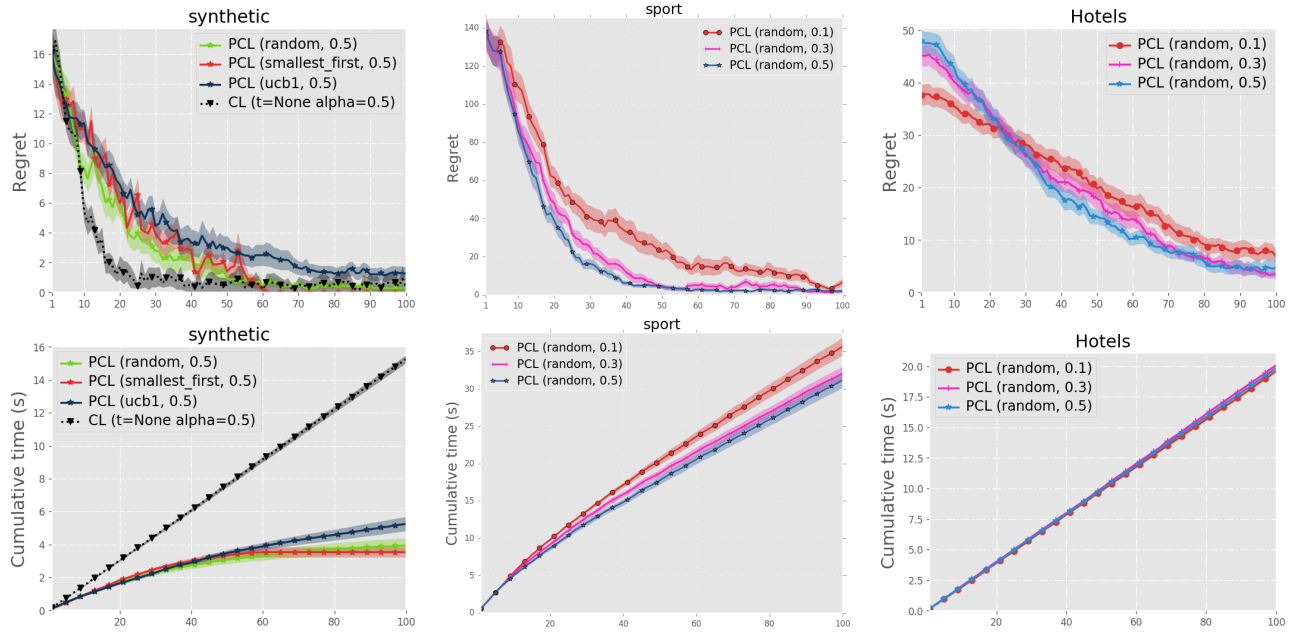 synthetic
Regret
PCL (random, 0.5)
PCL (smallest_first, 0.5)
PCL (ucb1, 0.5)
CL (t=None alpha=0.5)
16
14
12
10
8
6
4
2
0
1 10 20 30 40 50 60 70 80 90 100
sport
Regret
PCL (random, 0.1)
PCL (random, 0.3)
PCL (random, 0.5)
140
120
100
80
60
40
20
0
1 10 20 30 40 50 60 70 80 90 100
Hotels
Regret
PCL (random, 0.1)
PCL (random, 0.3)
PCL (random, 0.5)
50
40
30
20
10
0
1 10 20 30 40 50 60 70 80 90 100
synthetic
Cumulative time (s)
PCL (random, 0.5)
PCL (smallest_first, 0.5)
PCL (ucb1, 0.5)
CL (t=None alpha=0.5)
16
14
12
10
8
6
4
2
0
20 40 60 80 100
sport
Cumulative time (s)
PCL (random, 0.1)
PCL (random, 0.3)
PCL (random, 0.5)
35
30
25
20
15
10
5
0
20 40 60 80 100
Hotels
Cumulative time (s)
PCL (random, 0.1)
PCL (random, 0.3)
PCL (random, 0.5)
20.0
17.5
15.0
12.5
10.0
7.5
5.0
2.5
0.0
20 40 60 80 100